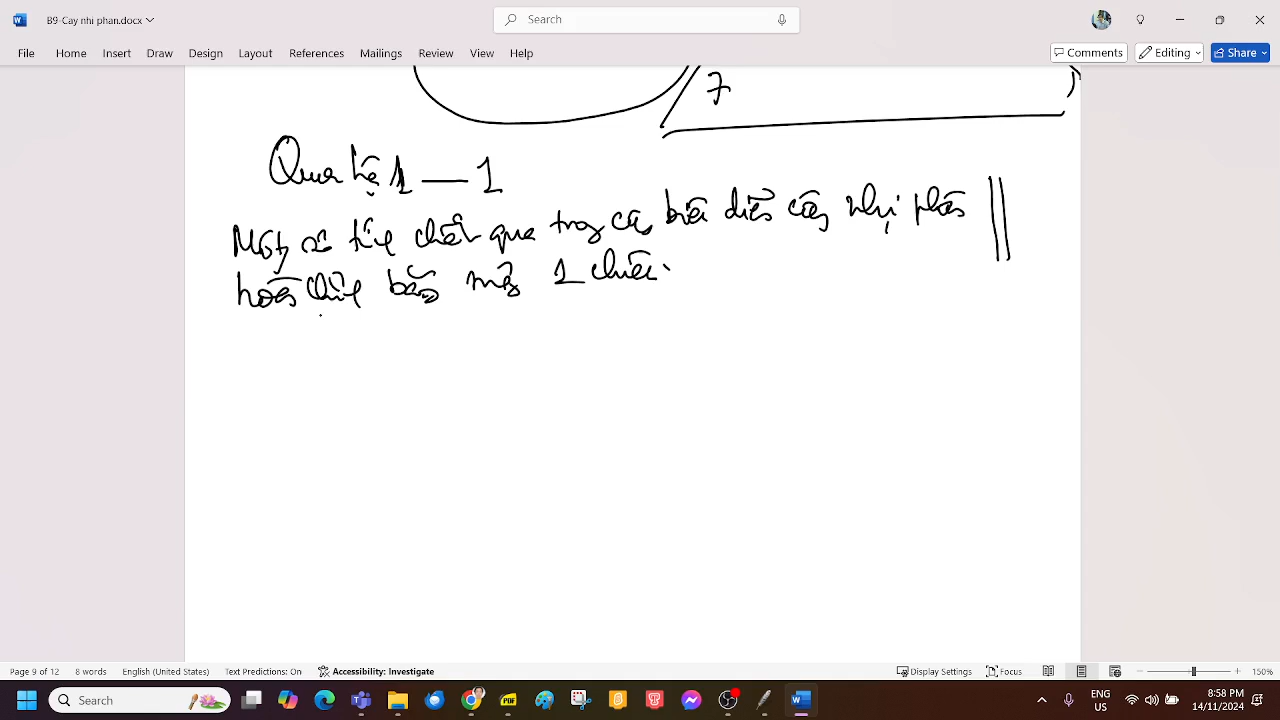 B9-Cay nhi phan.docx
Search
File Home Insert Draw Design Layout References Mailings Review View Help
Comments Editing Share
7
Quan hệ 1 — 1
Một số tính chất quan trọng của biểu diễn cây nhị phân
hoàn chỉnh bằng mảng 1 chiều.
Page 9 of 12 8 words English (United States) Text Predictions: On Accessibility: Investigate Display Settings Focus 150%
Search
PDF
ENG
US
8:58 PM
14/11/2024